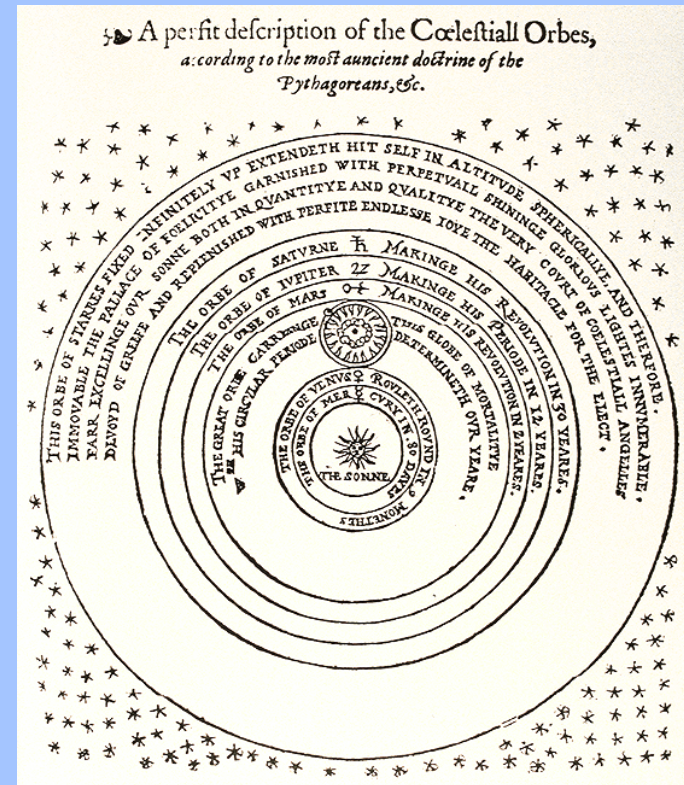 A perfit deſcription of the Cœleſtiall Orbes,
according to the moſt auncient doctrine of the
Pythagoreans, &c.
THIS ORBE OF STARRES FIXED INFINITELY VP EXTENDETH HIT SELF IN ALTITVDE SPHERICALLYE, AND THERFORE.
IMMOVABLE THE PALLACE OF FOELICITYE GARNISHED WITH PERPETVALL SHININGE GLORIOVS LIGHTES INNVMERABLE.
FARR EXCELLINGE OVR SONNE BOTH IN QVANTITYE AND QVALITYE THE VERY COVRT OF COELESTIALL ANGELLES
DEVOYD OF GREEFE AND REPLENISHED WITH PERFITE ENDLESSE IOYE THE HABITACLE FOR THE ELECT.
THE ORBE OF SATVRNE ♄ MAKINGE HIS REVOLVTION IN 30 YEARES.
THE ORBE OF IVPITER ♃ MAKINGE HIS PERIODE IN 12 YEARES.
THE ORBE OF MARS ♂ MAKINGE HIS REVOLVTION IN 2 YEARES.
THE GREAT ORBE CARREINGE THIS GLOBE OF MORTALITYE
WTH HIS CIRCVLAR PERIODE DETERMINETH OVR YEARE.
THE ORBE OF VENVS ♀ ROVLETH ROVND IN 9 MONETHES
THE ORBE OF MER ☿ CVRY IN 80 DAYES
THE SONNE